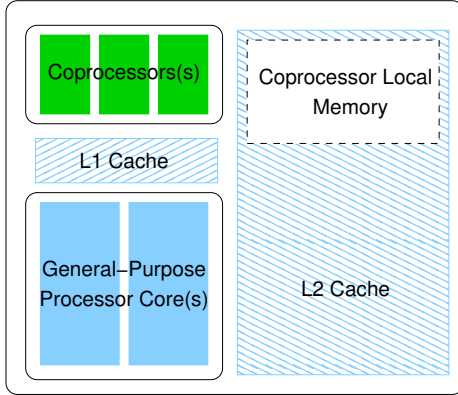 Coprocessors(s)
L1 Cache
General−Purpose
Processor Core(s)
Coprocessor Local
Memory
L2 Cache